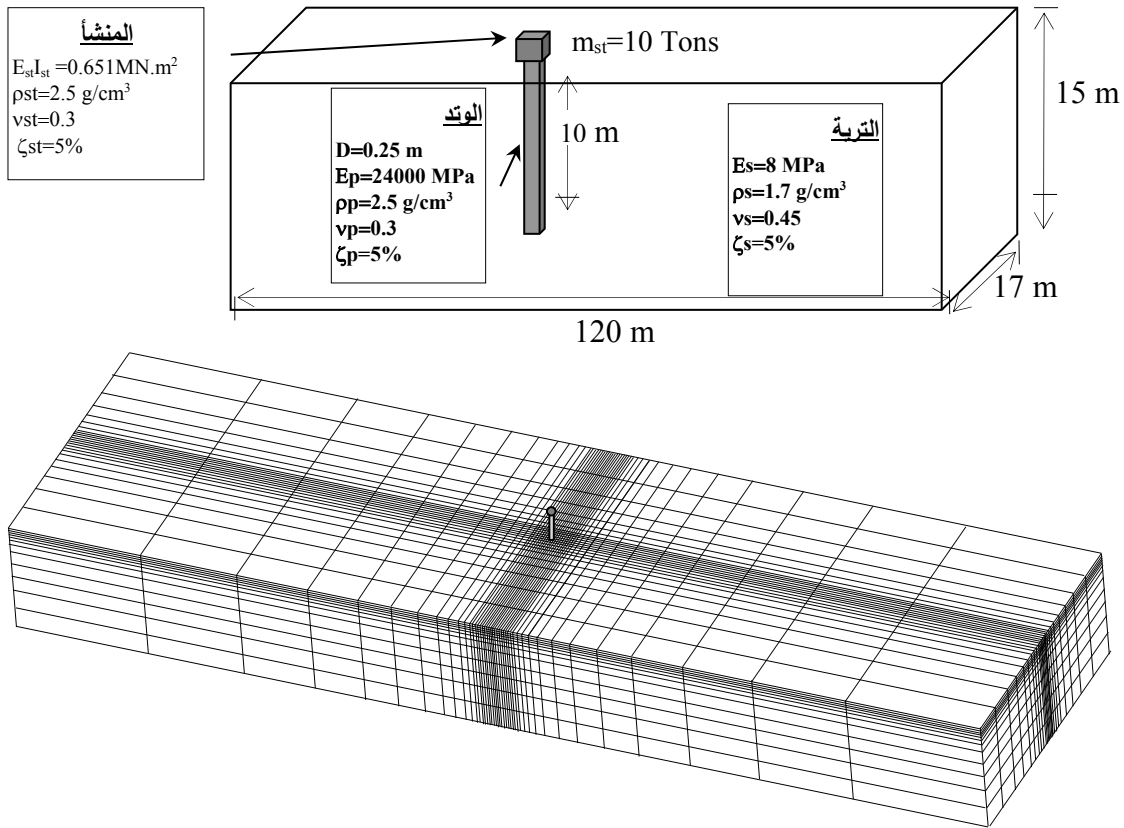 المنشأ
EstIst =0.651MN.m²
ρst=2.5 g/cm³
νst=0.3
ζst=5%
mst=10 Tons
الوتد
D=0.25 m
Ep=24000 MPa
ρp=2.5 g/cm³
νp=0.3
ζp=5%
10 m
التربة
Es=8 MPa
ρs=1.7 g/cm³
νs=0.45
ζs=5%
15 m
17 m
120 m